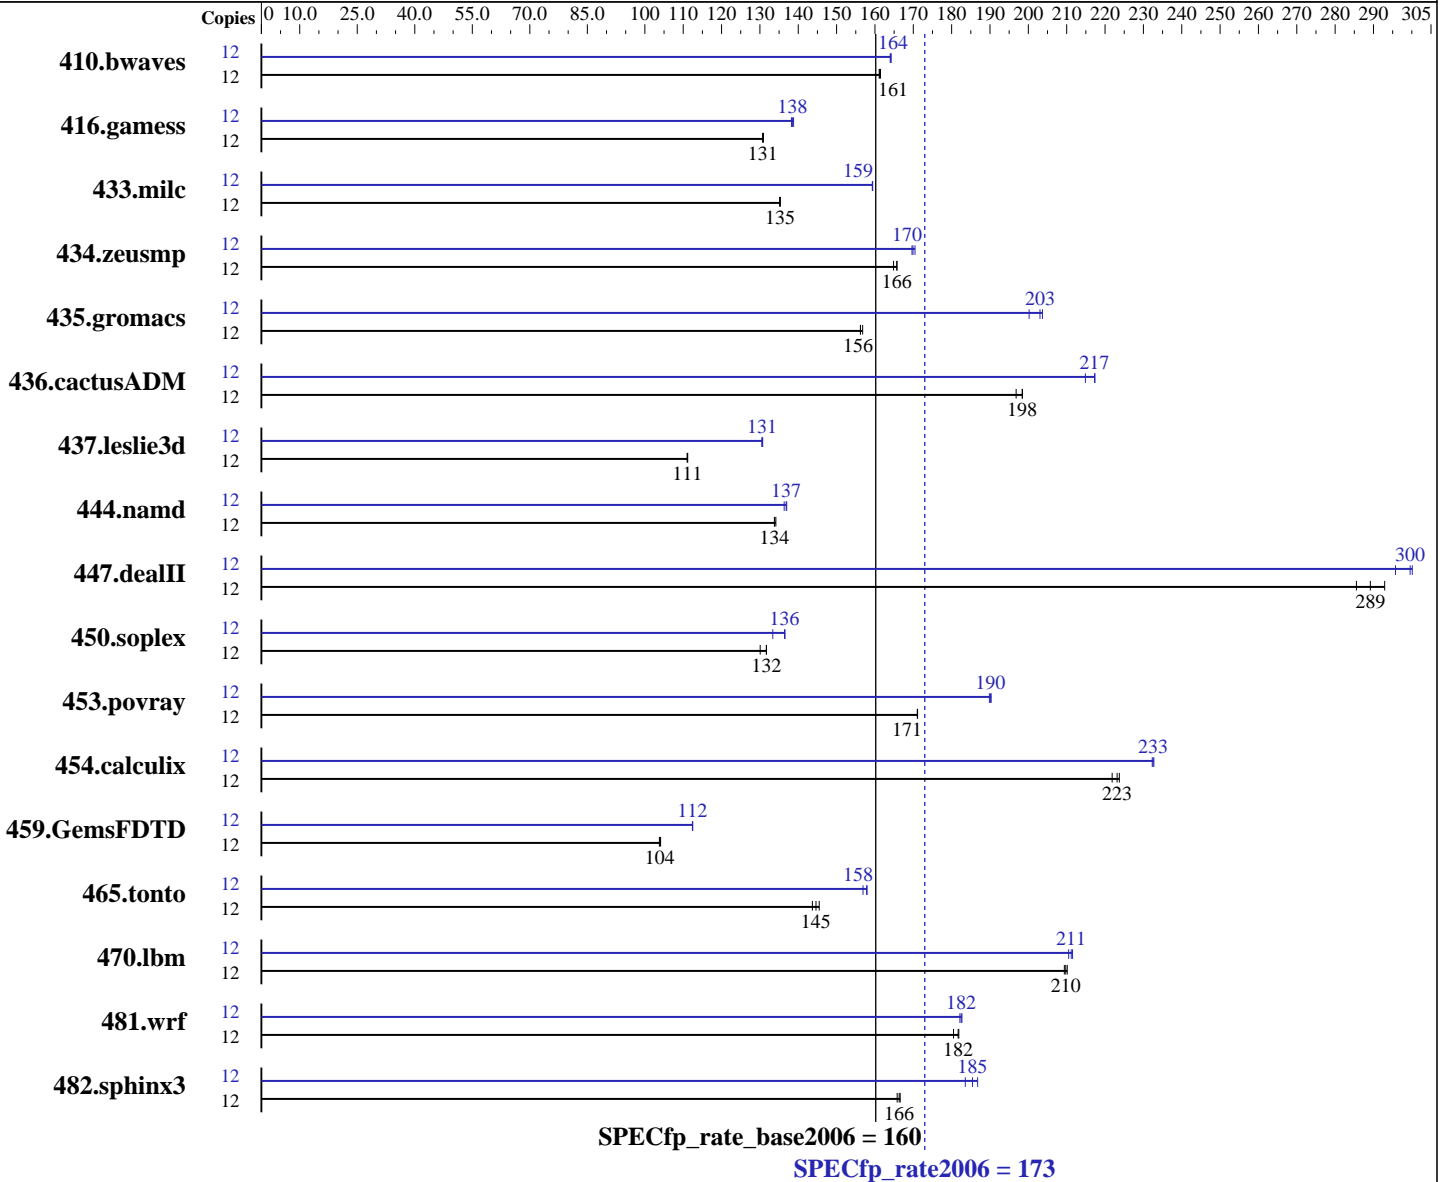 Copies 0 10.0 25.0 40.0 55.0 70.0 85.0 100 110 120 130 140 150 160 170 180 190 200 210 220 230 240 250 260 270 280 290 305
410.bwaves 12 164
12 161
416.gamess 12 138
12 131
433.milc 12 159
12 135
434.zeusmp 12 170
12 166
435.gromacs 12 203
12 156
436.cactusADM 12 217
12 198
437.leslie3d 12 131
12 111
444.namd 12 137
12 134
447.dealII 12 300
12 289
450.soplex 12 136
12 132
453.povray 12 190
12 171
454.calculix 12 233
12 223
459.GemsFDTD 12 112
12 104
465.tonto 12 158
12 145
470.lbm 12 211
12 210
481.wrf 12 182
12 182
482.sphinx3 12 185
12 166
SPECfp_rate_base2006 = 160
SPECfp_rate2006 = 173